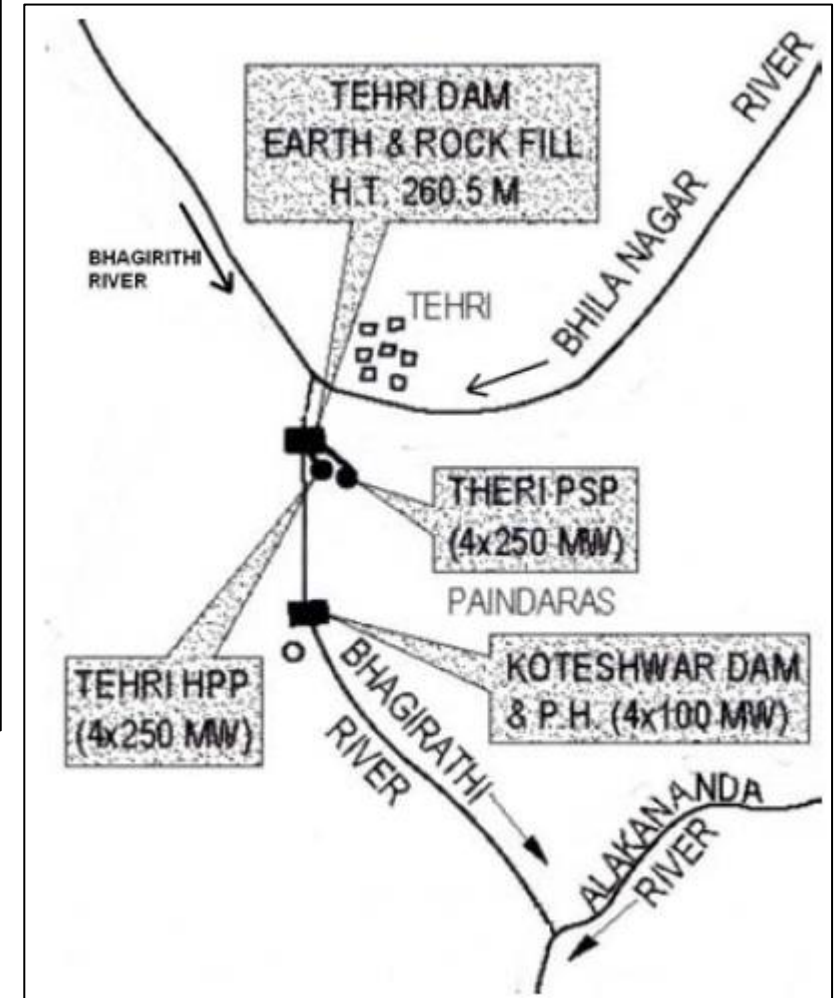 TEHRI DAM
EARTH & ROCK FILL
H.T. 260.5 M
RIVER
BHILA NAGAR
BHAGIRITHI
RIVER
TEHRI
THERI PSP
(4x250 MW)
PAINDARAS
TEHRI HPP
(4x250 MW)
KOTESHWAR DAM
& P.H. (4x100 MW)
BHAGIRATHI
RIVER
ALAKANANDA
RIVER